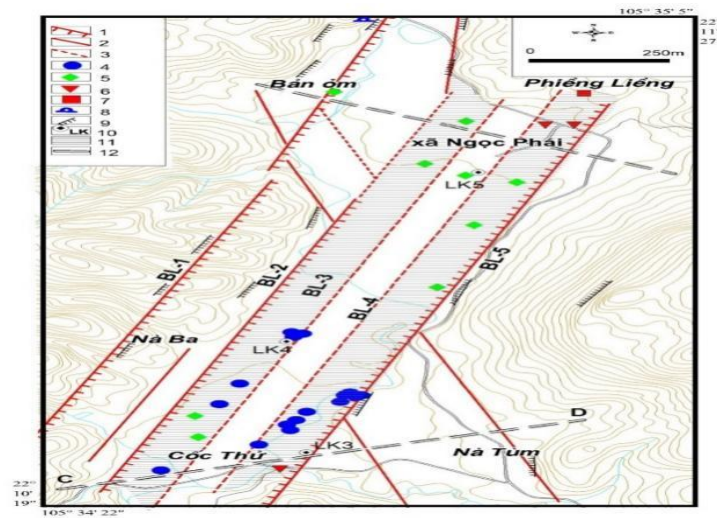 105° 35' 5"
22°
11'
27"
1
2
3
4
5
6
7
8
9
LK 10
11
12
0 250m
Bản ỏm
Phiềng Liềng
xã Ngọc Phái
LK5
BL-1
BL-2
BL-3
BL-4
BL-5
Nà Ba
LK4
D
Cốc Thử
LK3
Nà Tùm
C
22°
10'
19"
105° 34' 22"